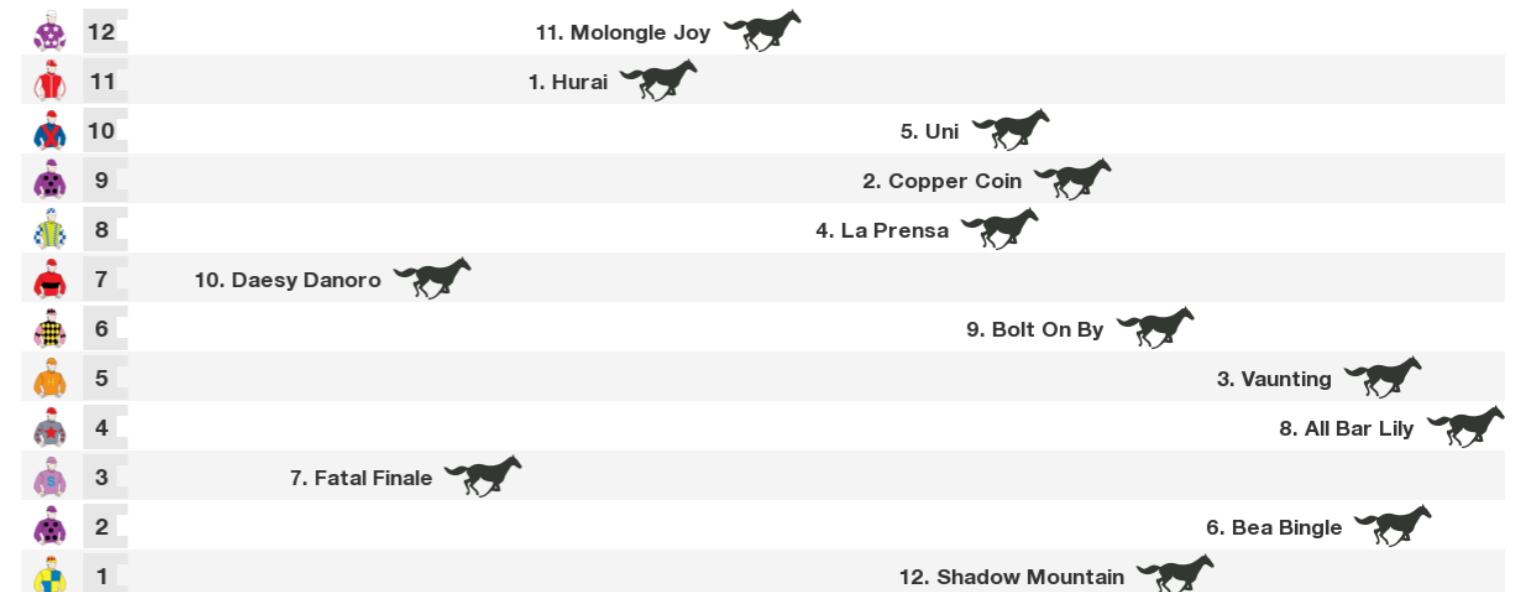 12 11. Molongle Joy
11 1. Hurai
10 5. Uni
9 2. Copper Coin
8 4. La Prensa
7 10. Daesy Danoro
6 9. Bolt On By
5 3. Vaunting
4 8. All Bar Lily
3 7. Fatal Finale
2 6. Bea Bingle
1 12. Shadow Mountain